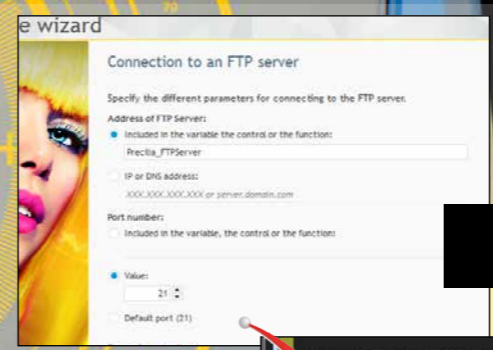 70
e wizard
Connection to an FTP server
Specify the different parameters for connecting to the FTP server.
Address of FTP Server:
Included in the variable the control or the function:
Precilia_FTPServer
IP or DNS address:
XXX.XXX.XXX.XXX or server.domain.com
Port number:
Included in the variable, the control or the function:
Value:
21
Default port (21)